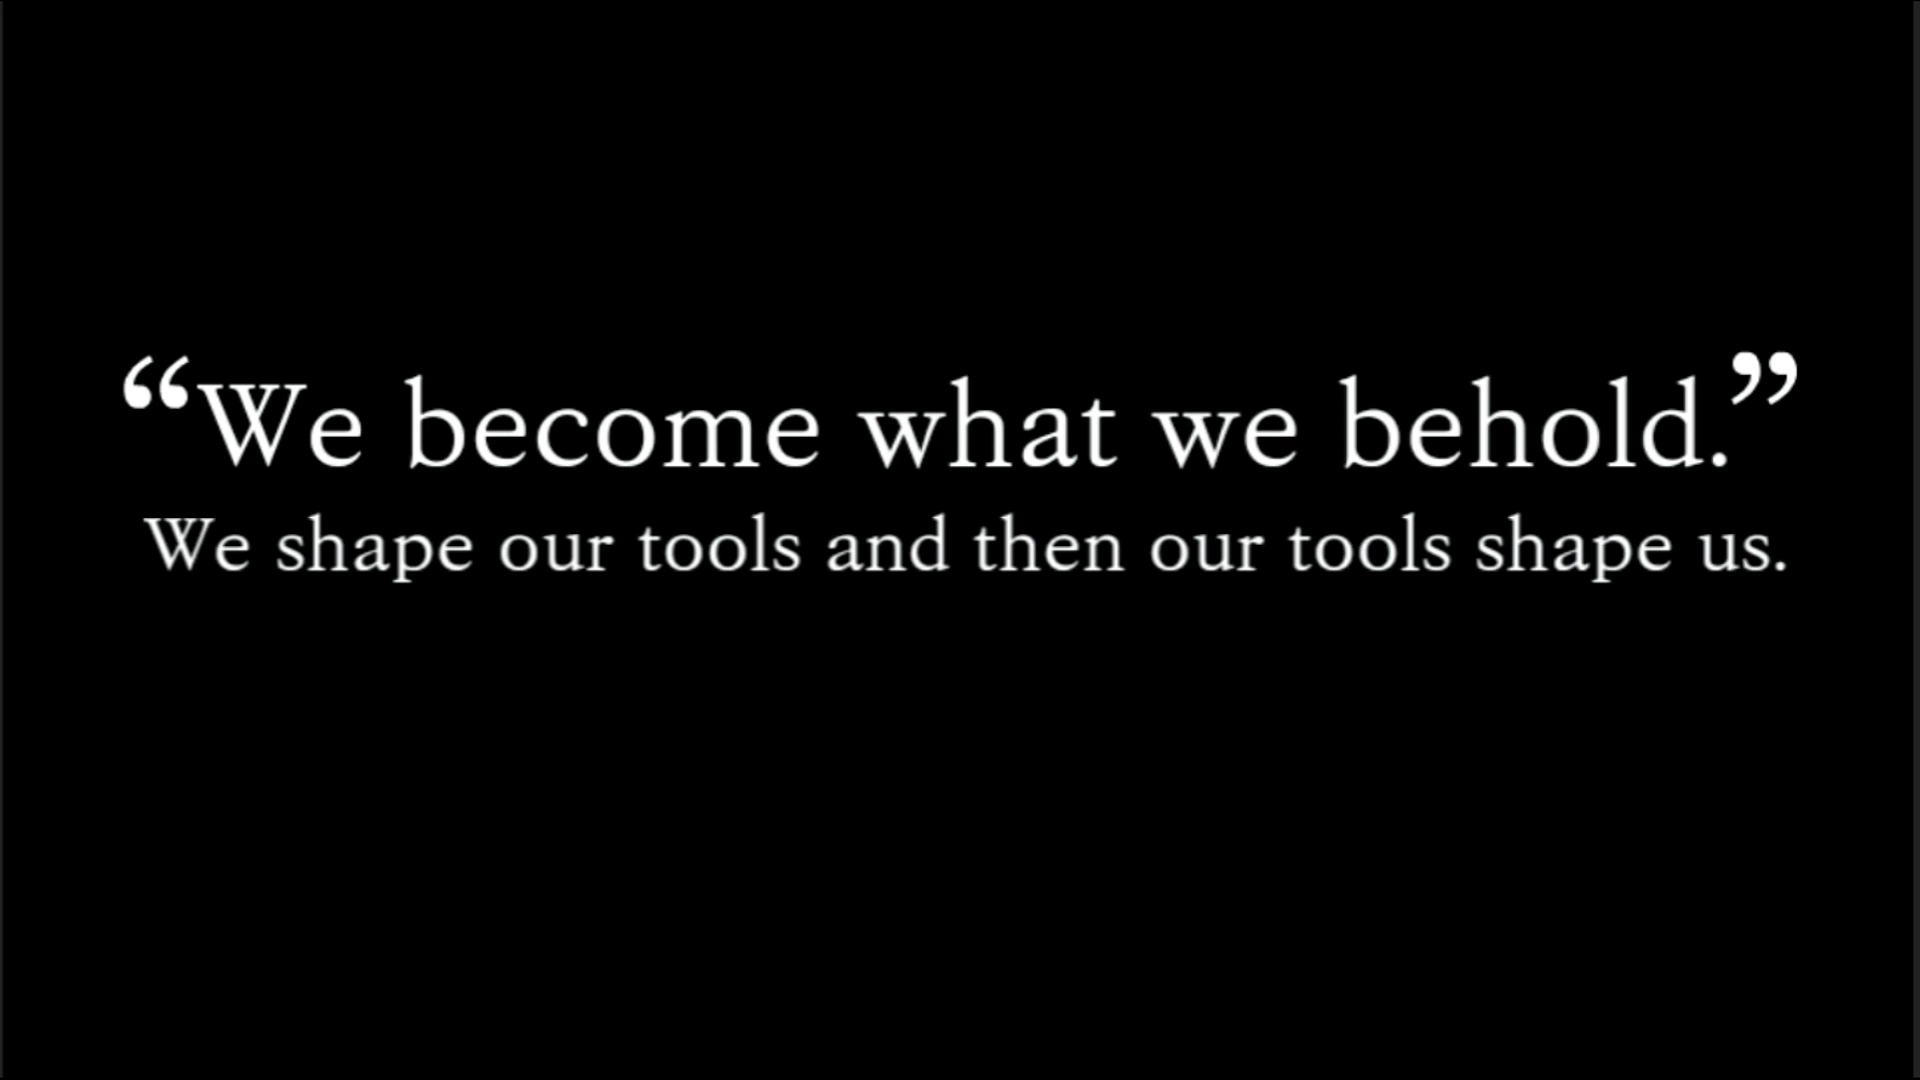 “We become what we behold.”
We shape our tools and then our tools shape us.